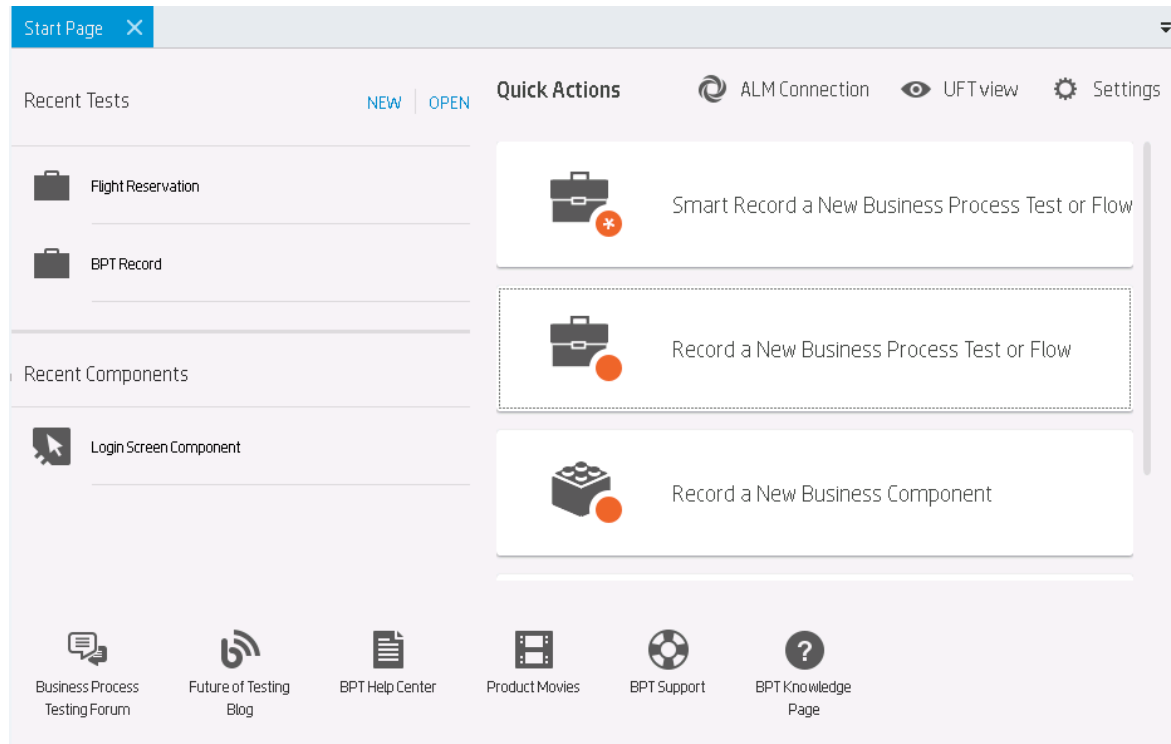 Start Page
Recent Tests
NEW
OPEN
Flight Reservation
BPT Record
Recent Components
Login Screen Component
Quick Actions
ALM Connection
UFT view
Settings
Smart Record a New Business Process Test or Flow
Record a New Business Process Test or Flow
Record a New Business Component
Business Process
Testing Forum
Future of Testing
Blog
BPT Help Center
Product Movies
BPT Support
BPT Knowledge
Page